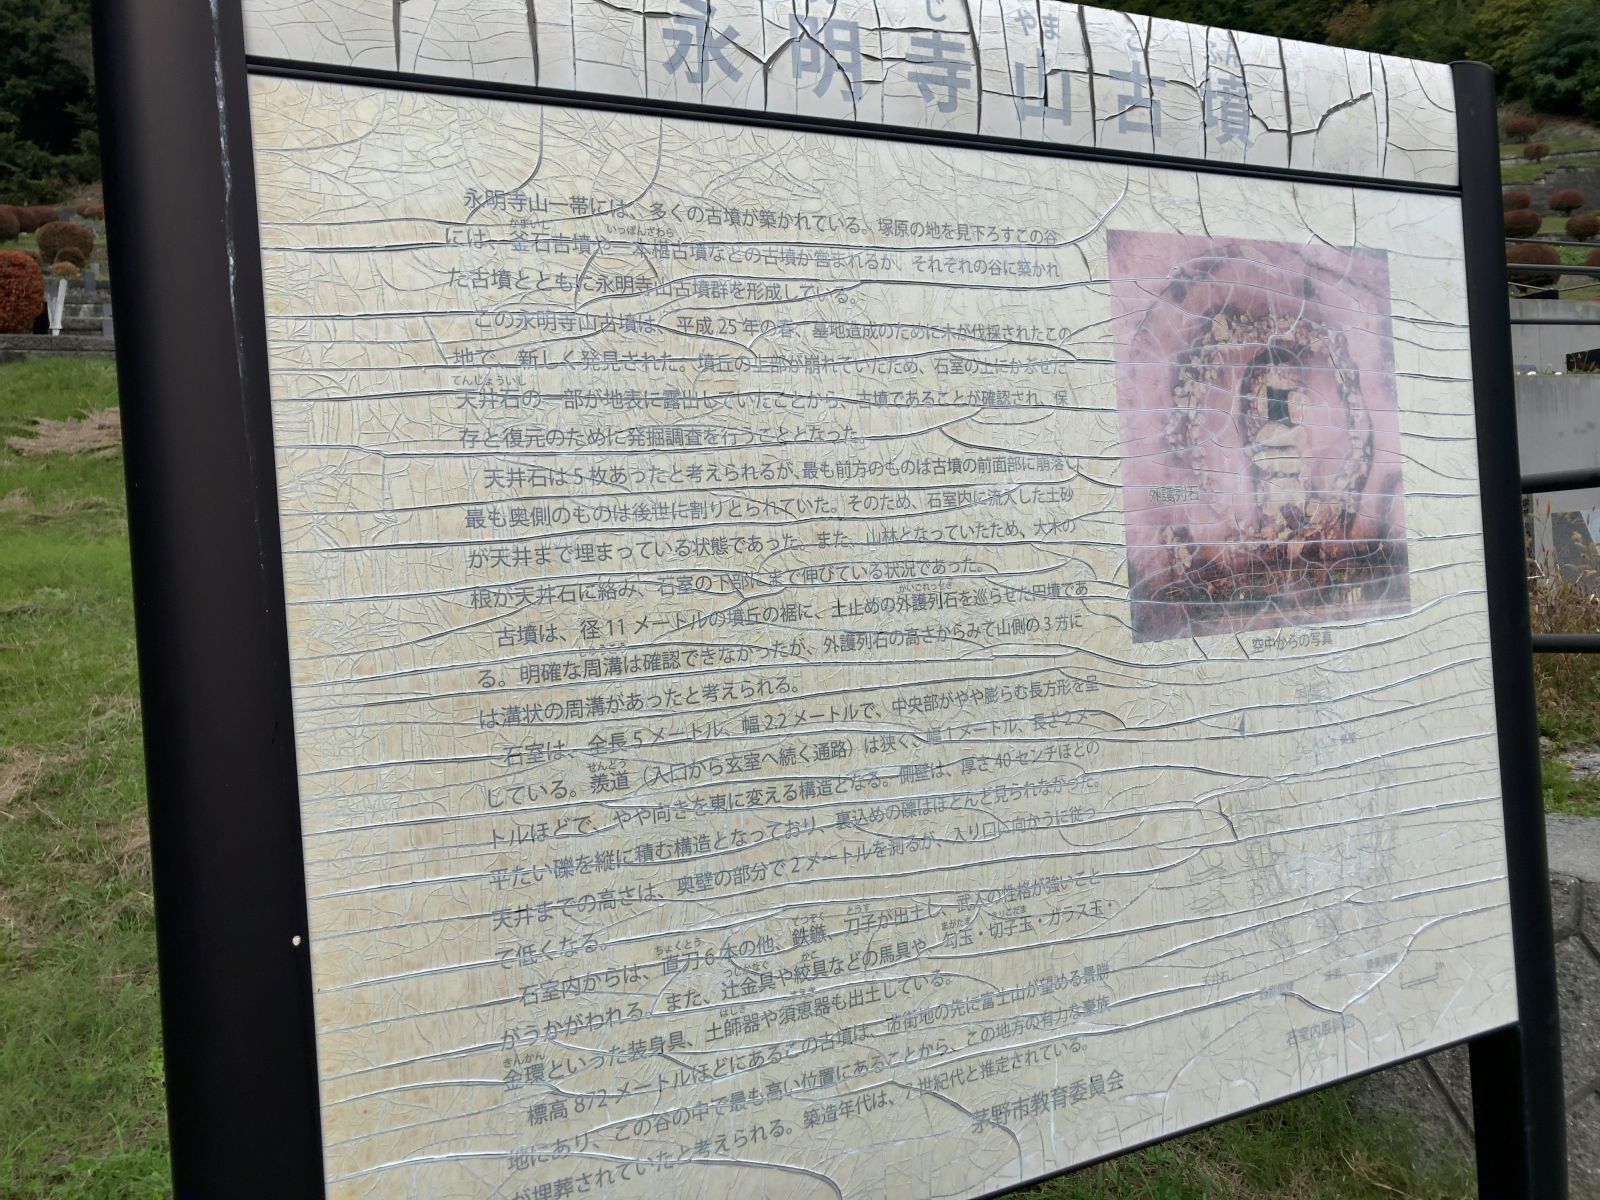 永明寺山古墳
永明寺山一帯には、多くの古墳が築かれている。塚原の地を見下ろすこの谷
には、釜石古墳や一本椹古墳などの古墳が営まれるが、それぞれの谷に築かれ
た古墳とともに永明寺山古墳群を形成している。
この永明寺山古墳は、平成25年の春、墓地造成のために木が伐採されたこの
地で、新しく発見された。墳丘の上部が崩れていたため、石室の上にかぶせた
天井石の一部が地表に露出していたことから、古墳であることが確認され、保
存と復元のために発掘調査を行うこととなった。
天井石は5枚あったと考えられるが、最も前方のものは古墳の前面部に崩落し、
最も奥側のものは後世に割りとられていた。そのため、石室内に流入した土砂
が天井まで埋まっている状態であった。また、山林となっていたため、大木の
根が天井石に絡み、石室の下部にまで伸びている状況であった。
古墳は、径11メートルの墳丘の裾に、土止めの外護列石を巡らせた円墳であ
る。明確な周溝は確認できなかったが、外護列石の高さからみて山側の3方に
は溝状の周溝があったと考えられる。
石室は、全長5メートル、幅2.2メートルで、中央部がやや膨らむ長方形を呈
している。羨道（入口から玄室へ続く通路）は狭く、幅1メートル、長さ2メー
トルほどで、やや向きを東に変える構造となる。側壁は、厚さ40センチほどの
平たい礫を縦に積む構造となっており、裏込めの礫はほとんど見られなかった。
天井までの高さは、奥壁の部分で2メートルを測るが、入り口に向かうに従っ
て低くなる。
石室内からは、直刀6本の他、鉄鏃、刀子が出土し、武人の性格が強いこと
がうかがわれる。また、辻金具や絞具などの馬具や、勾玉・切子玉・ガラス玉・
金環といった装身具、土師器や須恵器も出土している。
標高872メートルほどにあるこの古墳は、市街地の先に富士山が望める景勝
地にあり、この谷の中で最も高い位置にあることから、この地方の有力な豪族
が埋葬されていたと考えられる。築造年代は、7世紀代と推定されている。
茅野市教育委員会
外護列石
空中からの写真
天井石